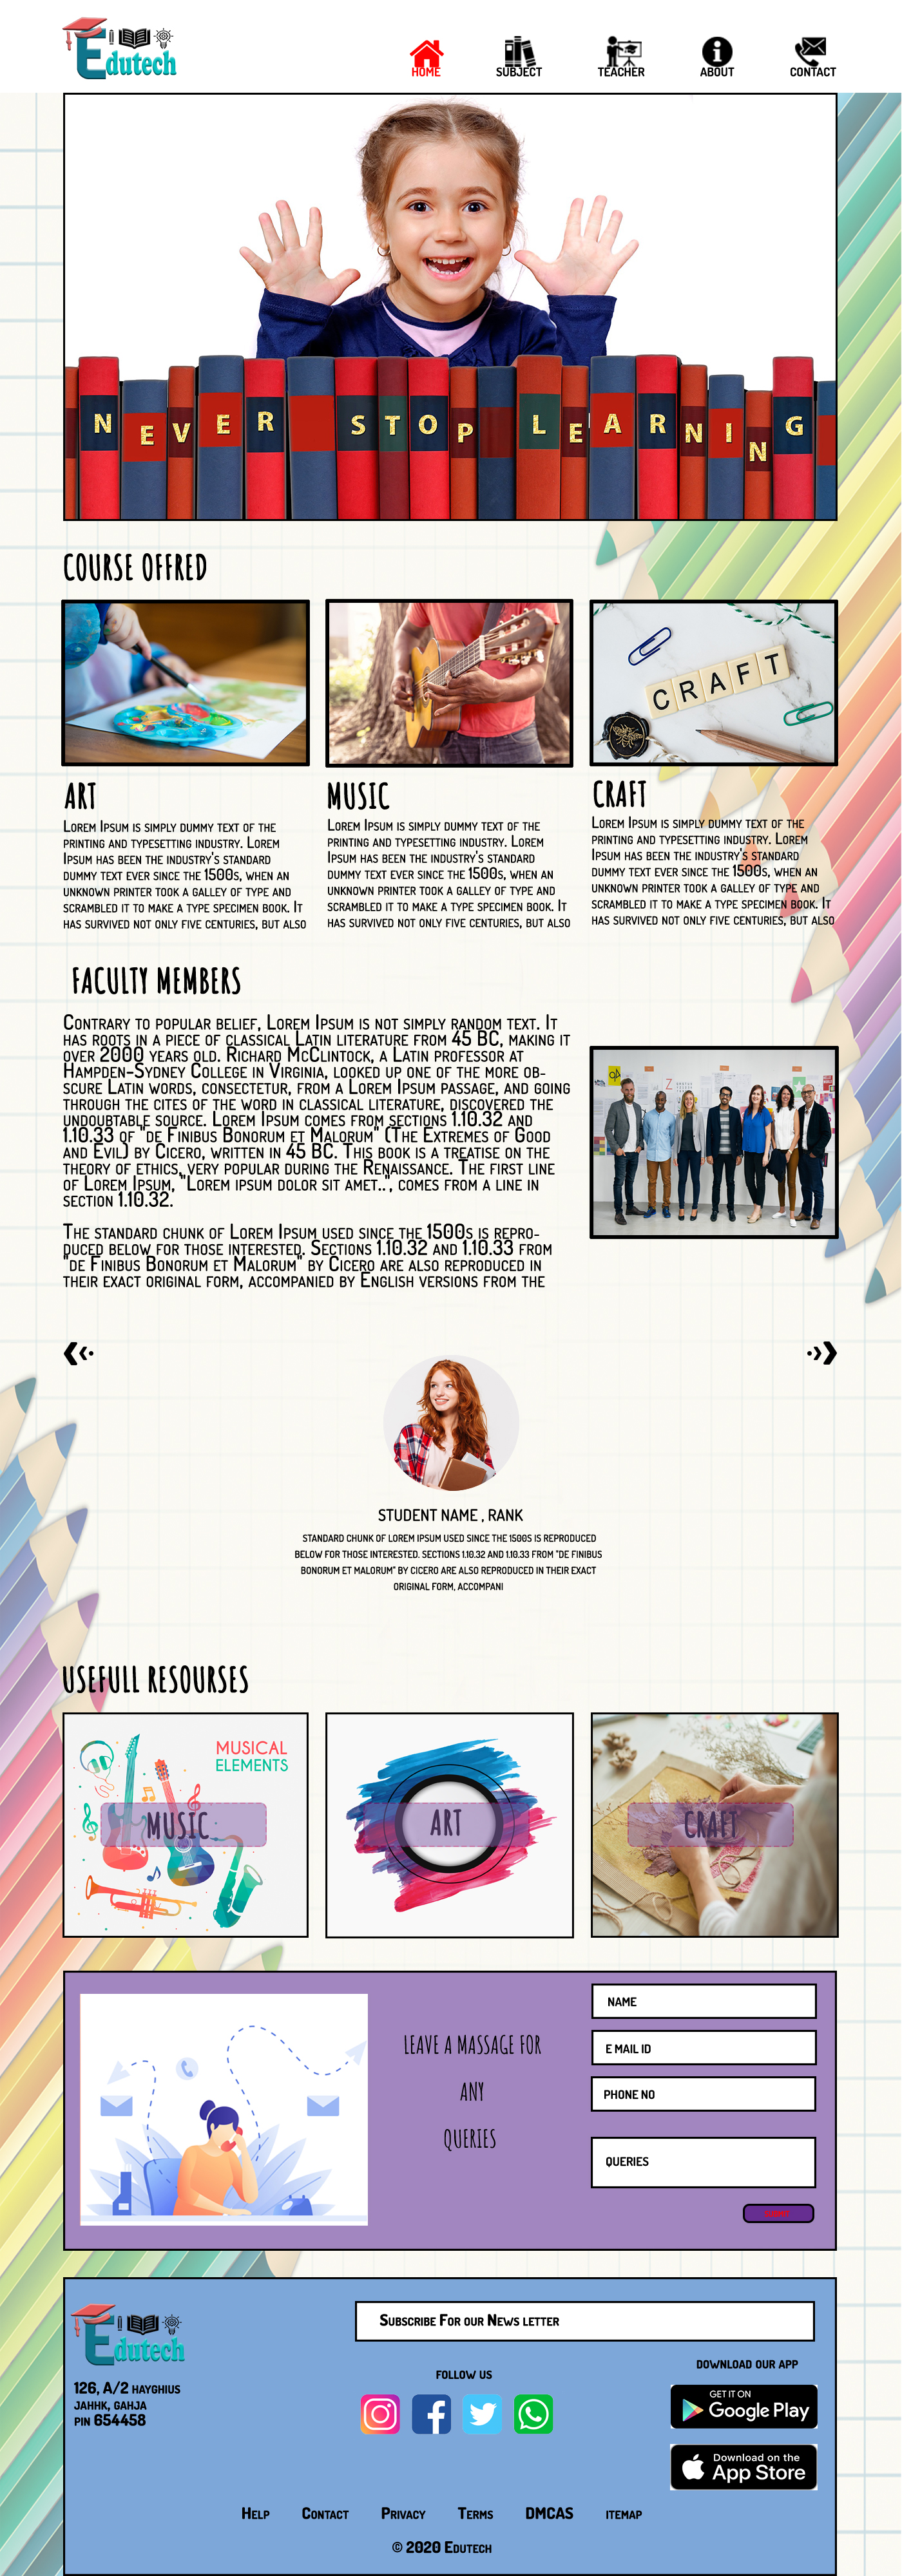 Edutech
HOME SUBJECT TEACHER ABOUT CONTACT
NEVER STOP LEARNING
COURSE OFFRED
CRAFT
ART
Lorem Ipsum is simply dummy text of the
printing and typesetting industry. Lorem
Ipsum has been the industry's standard
dummy text ever since the 1500s, when an
unknown printer took a galley of type and
scrambled it to make a type specimen book. It
has survived not only five centuries, but also
MUSIC
Lorem Ipsum is simply dummy text of the
printing and typesetting industry. Lorem
Ipsum has been the industry's standard
dummy text ever since the 1500s, when an
unknown printer took a galley of type and
scrambled it to make a type specimen book. It
has survived not only five centuries, but also
CRAFT
Lorem Ipsum is simply dummy text of the
printing and typesetting industry. Lorem
Ipsum has been the industry's standard
dummy text ever since the 1500s, when an
unknown printer took a galley of type and
scrambled it to make a type specimen book. It
has survived not only five centuries, but also
FACULTY MEMBERS
Contrary to popular belief, Lorem Ipsum is not simply random text. It
has roots in a piece of classical Latin literature from 45 BC, making it
over 2000 years old. Richard McClintock, a Latin professor at
Hampden-Sydney College in Virginia, looked up one of the more ob-
scure Latin words, consectetur, from a Lorem Ipsum passage, and going
through the cites of the word in classical literature, discovered the
undoubtable source. Lorem Ipsum comes from sections 1.10.32 and
1.10.33 of "de Finibus Bonorum et Malorum" (The Extremes of Good
and Evil) by Cicero, written in 45 BC. This book is a treatise on the
theory of ethics, very popular during the Renaissance. The first line
of Lorem Ipsum, "Lorem ipsum dolor sit amet..", comes from a line in
section 1.10.32.
The standard chunk of Lorem Ipsum used since the 1500s is repro-
duced below for those interested. Sections 1.10.32 and 1.10.33 from
"de Finibus Bonorum et Malorum" by Cicero are also reproduced in
their exact original form, accompanied by English versions from the
STUDENT NAME , RANK
STANDARD CHUNK OF LOREM IPSUM USED SINCE THE 1500S IS REPRODUCED
BELOW FOR THOSE INTERESTED. SECTIONS 1.10.32 AND 1.10.33 FROM "DE FINIBUS
BONORUM ET MALORUM" BY CICERO ARE ALSO REPRODUCED IN THEIR EXACT
ORIGINAL FORM, ACCOMPANI
USEFULL RESOURSES
MUSICAL
ELEMENTS
MUSIC
ART
CRAFT
LEAVE A MASSAGE FOR
ANY
QUERIES
NAME
E MAIL ID
PHONE NO
QUERIES
Edutech
126, A/2 hayghius
jahhk, gahja
pin 654458
Subscribe For our News letter
FOLLOW US
DOWNLOAD OUR APP
GET IT ON
Google Play
Download on the
App Store
Help Contact Privacy Terms DMCAS itemap
© 2020 Edutech